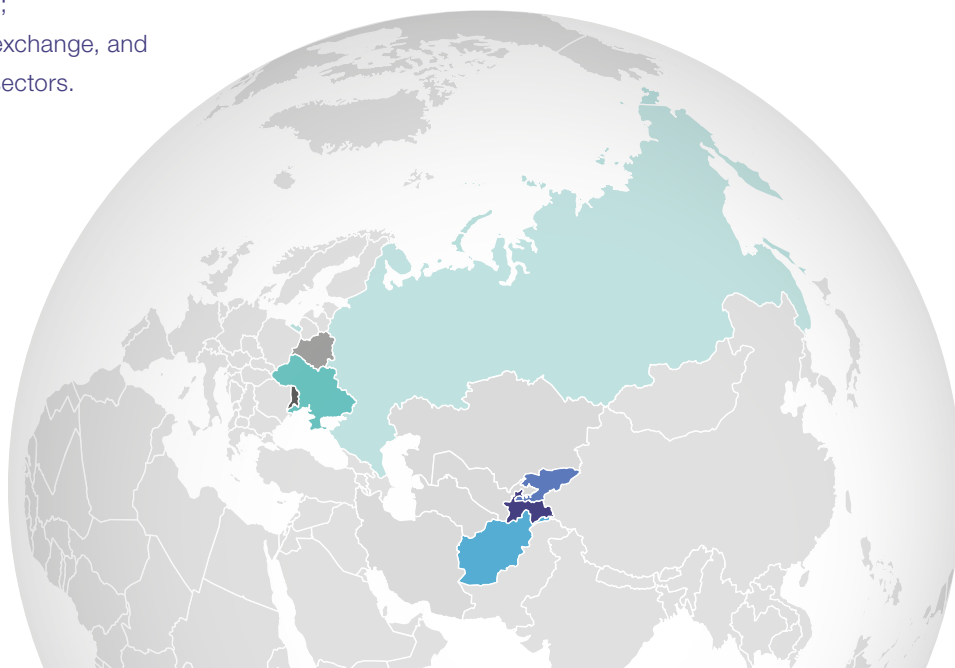 ;
exchange, and
ectors.